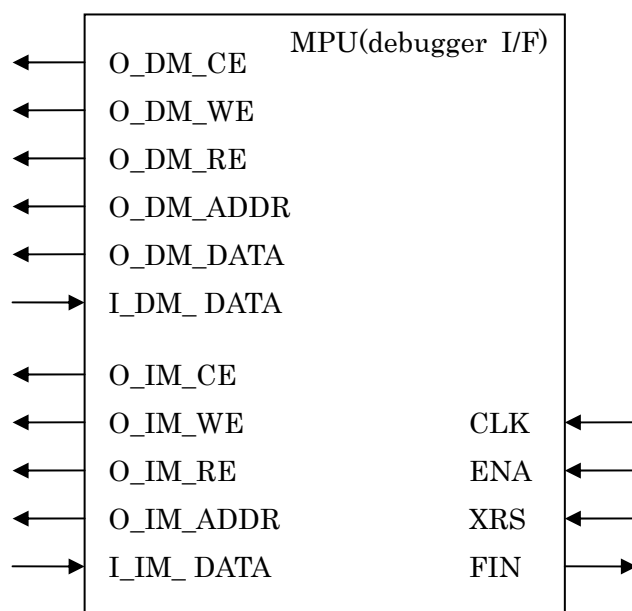 MPU(debugger I/F)
O_DM_CE
O_DM_WE
O_DM_RE
O_DM_ADDR
O_DM_DATA
I_DM_ DATA
O_IM_CE
O_IM_WE CLK
O_IM_RE ENA
O_IM_ADDR XRS
I_IM_ DATA FIN